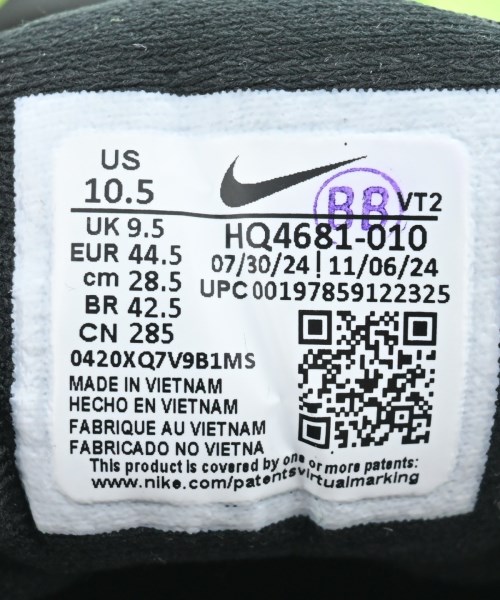 US
10.5
BB
VT2
UK 9.5
EUR 44.5
cm 28.5
BR 42.5
CN 285
HQ4681-010
07/30/24 | 11/06/24
UPC 00197859122325
0420XQ7V9B1MS
MADE IN VIETNAM
HECHO EN VIETNAM
FABRIQUE AU VIETNAM
FABRICADO NO VIETNA
This product is covered by one or more patents:
www.nike.com/patentsvirtualmarking